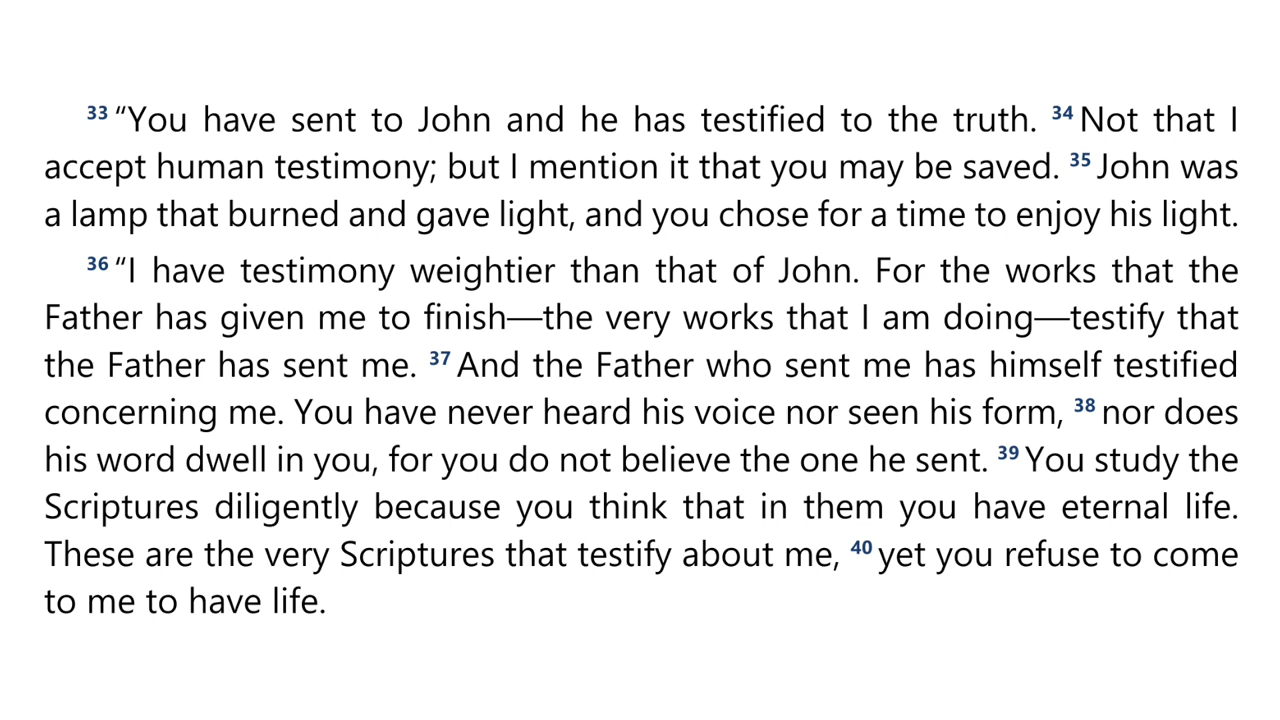 33 “You have sent to John and he has testified to the truth. 34 Not that I
accept human testimony; but I mention it that you may be saved. 35 John was
a lamp that burned and gave light, and you chose for a time to enjoy his light.
36 “I have testimony weightier than that of John. For the works that the
Father has given me to finish—the very works that I am doing—testify that
the Father has sent me. 37 And the Father who sent me has himself testified
concerning me. You have never heard his voice nor seen his form, 38 nor does
his word dwell in you, for you do not believe the one he sent. 39 You study the
Scriptures diligently because you think that in them you have eternal life.
These are the very Scriptures that testify about me, 40 yet you refuse to come
to me to have life.